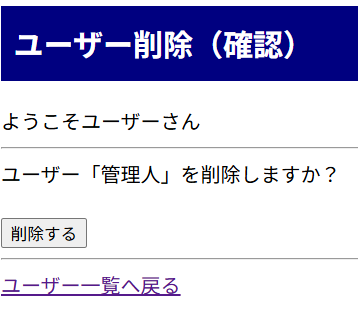 ユーザー削除（確認）
ようこそユーザーさん
ユーザー「管理人」を削除しますか？
削除する
ユーザー一覧へ戻る